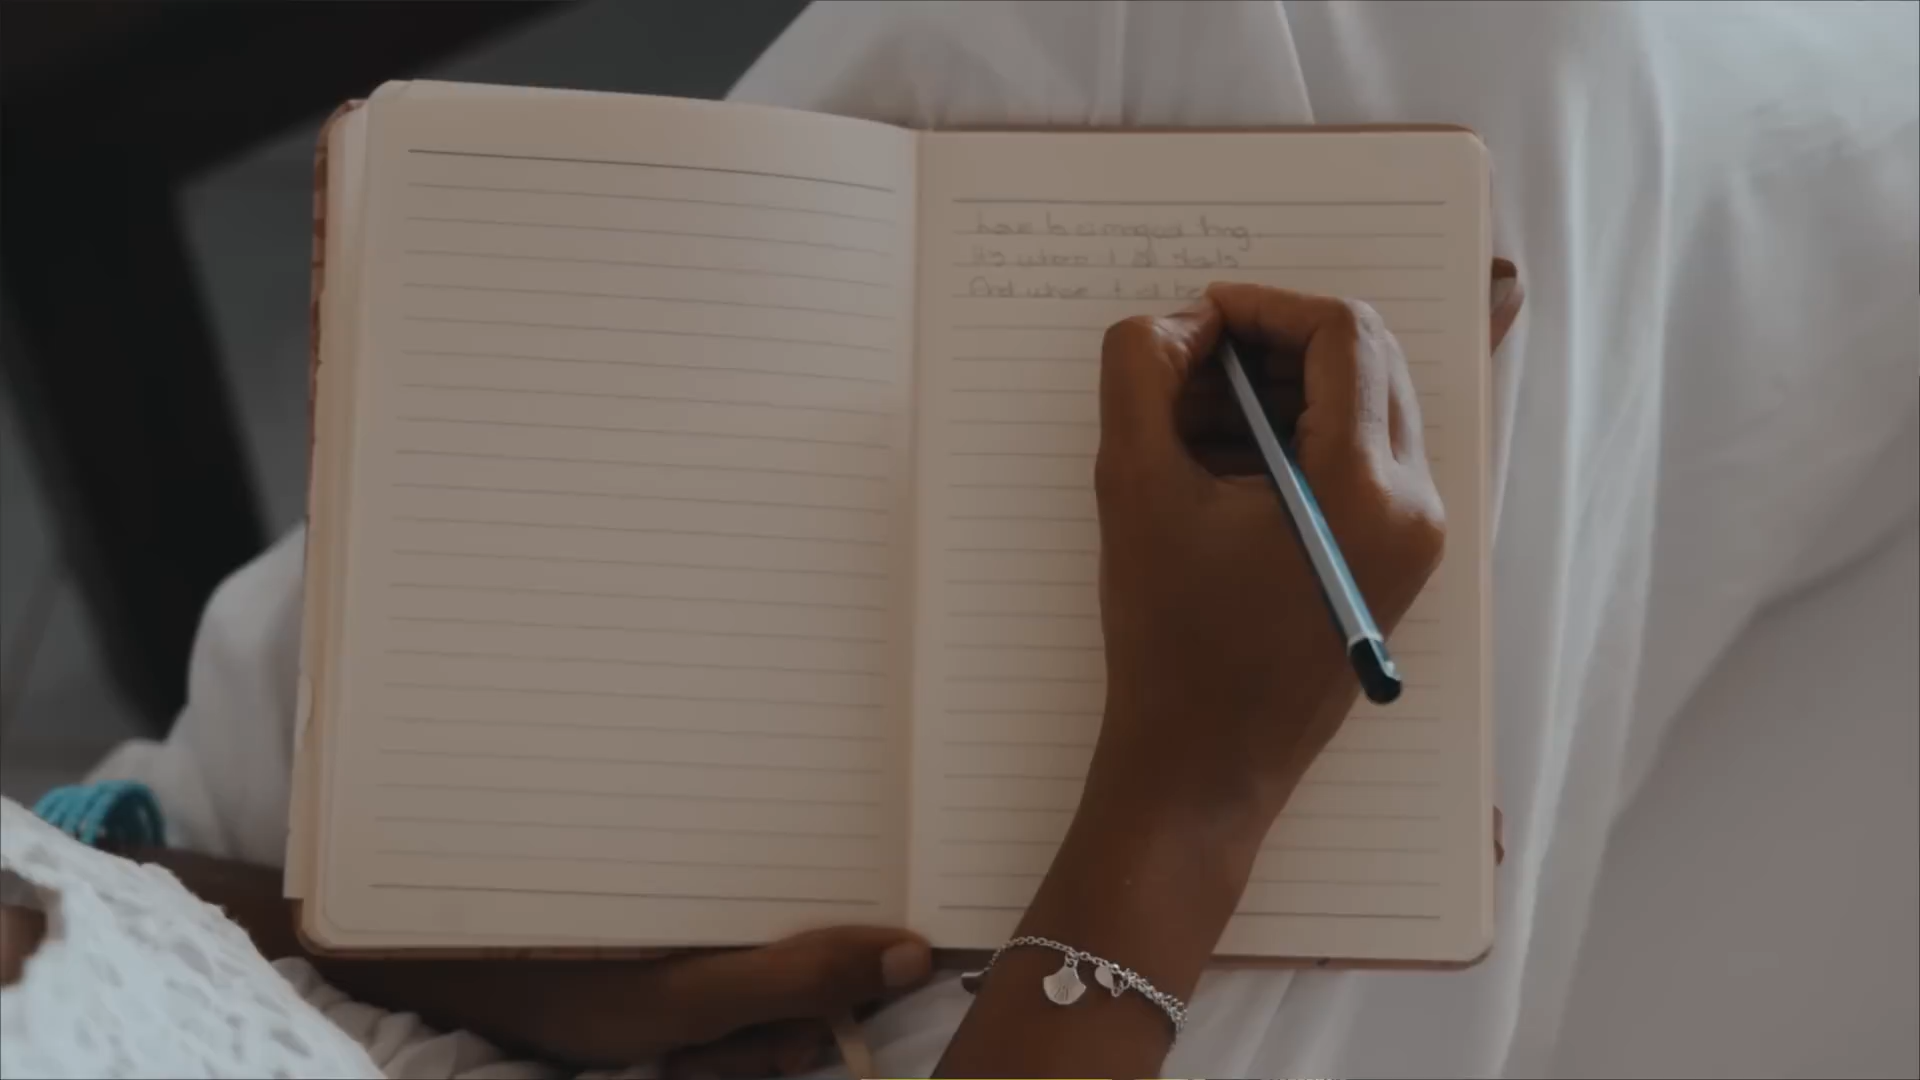 Love is a magical thing.
It's where it all starts
And where it all